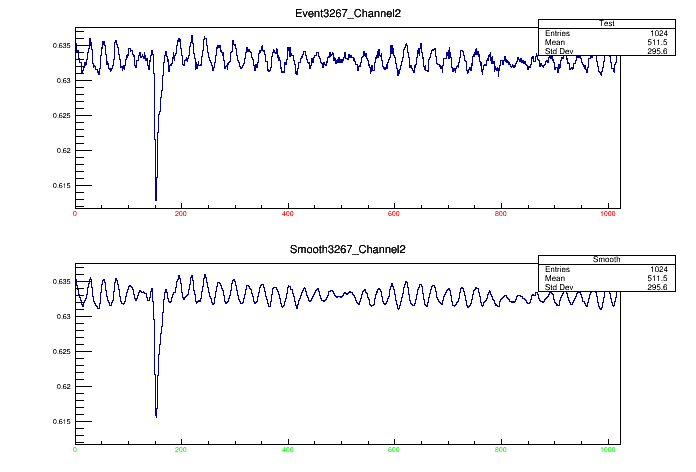 Event3267_Channel2
Test
Entries 1024
Mean 511.5
Std Dev 295.6
0.635
0.63
0.625
0.62
0.615
0 200 400 600 800 1000
Smooth3267_Channel2
Smooth
Entries 1024
Mean 511.5
Std Dev 295.6
0.635
0.63
0.625
0.62
0.615
0 200 400 600 800 1000